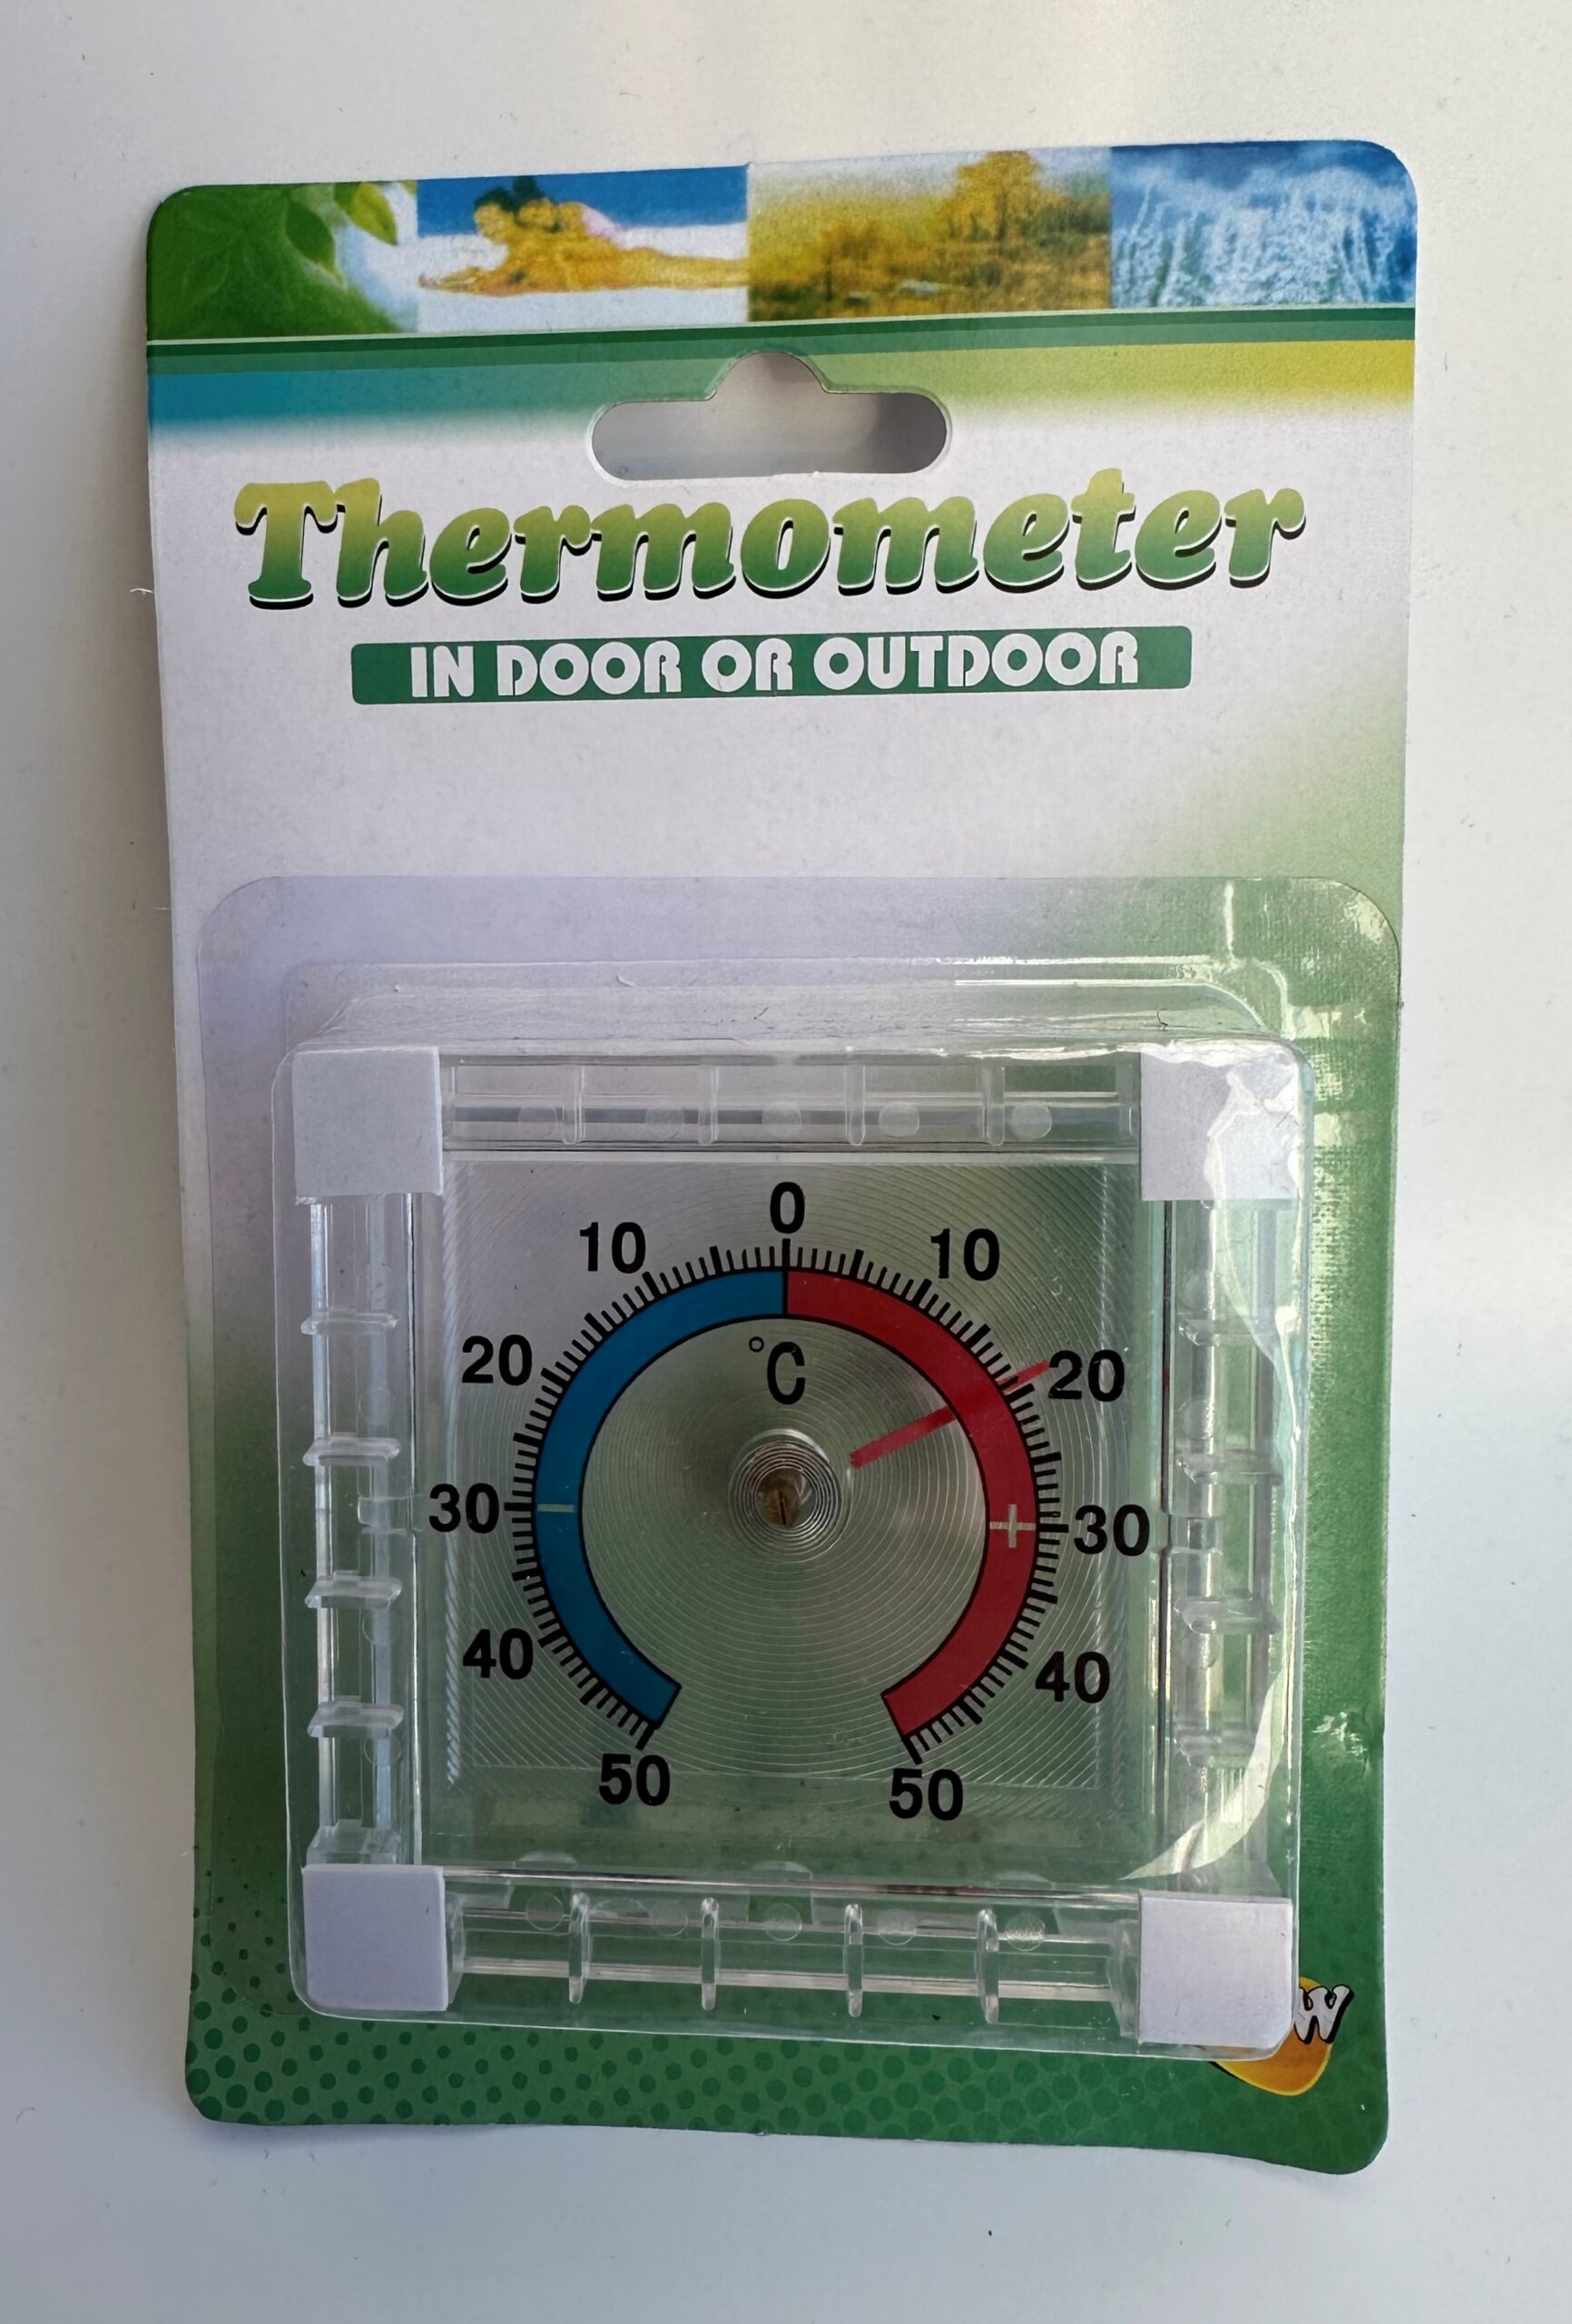 Thermometer
IN DOOR OR OUTDOOR
0
10 10
°C
20 20
30 − + 30
40 40
50 50